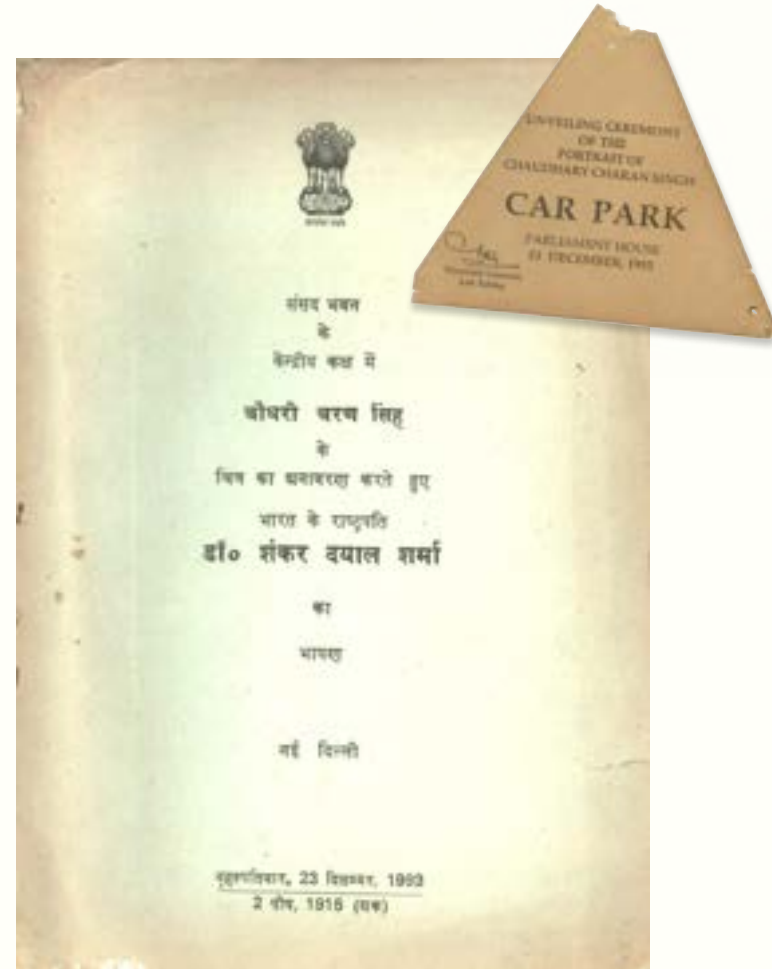 संसद भवन
के
केन्द्रीय कक्ष में
चौधरी चरण सिंह
के
चित्र का अनावरण करते हुए
भारत के राष्ट्रपति
डॉ० शंकर दयाल शर्मा
का
भाषण
नई दिल्ली
बृहस्पतिवार, 23 दिसम्बर, 1993
2 पौष, 1915 (शक)
UNVEILING CEREMONY
OF THE
PORTRAIT OF
CHAUDHARY CHARAN SINGH
CAR PARK
PARLIAMENT HOUSE
DECEMBER, 1993